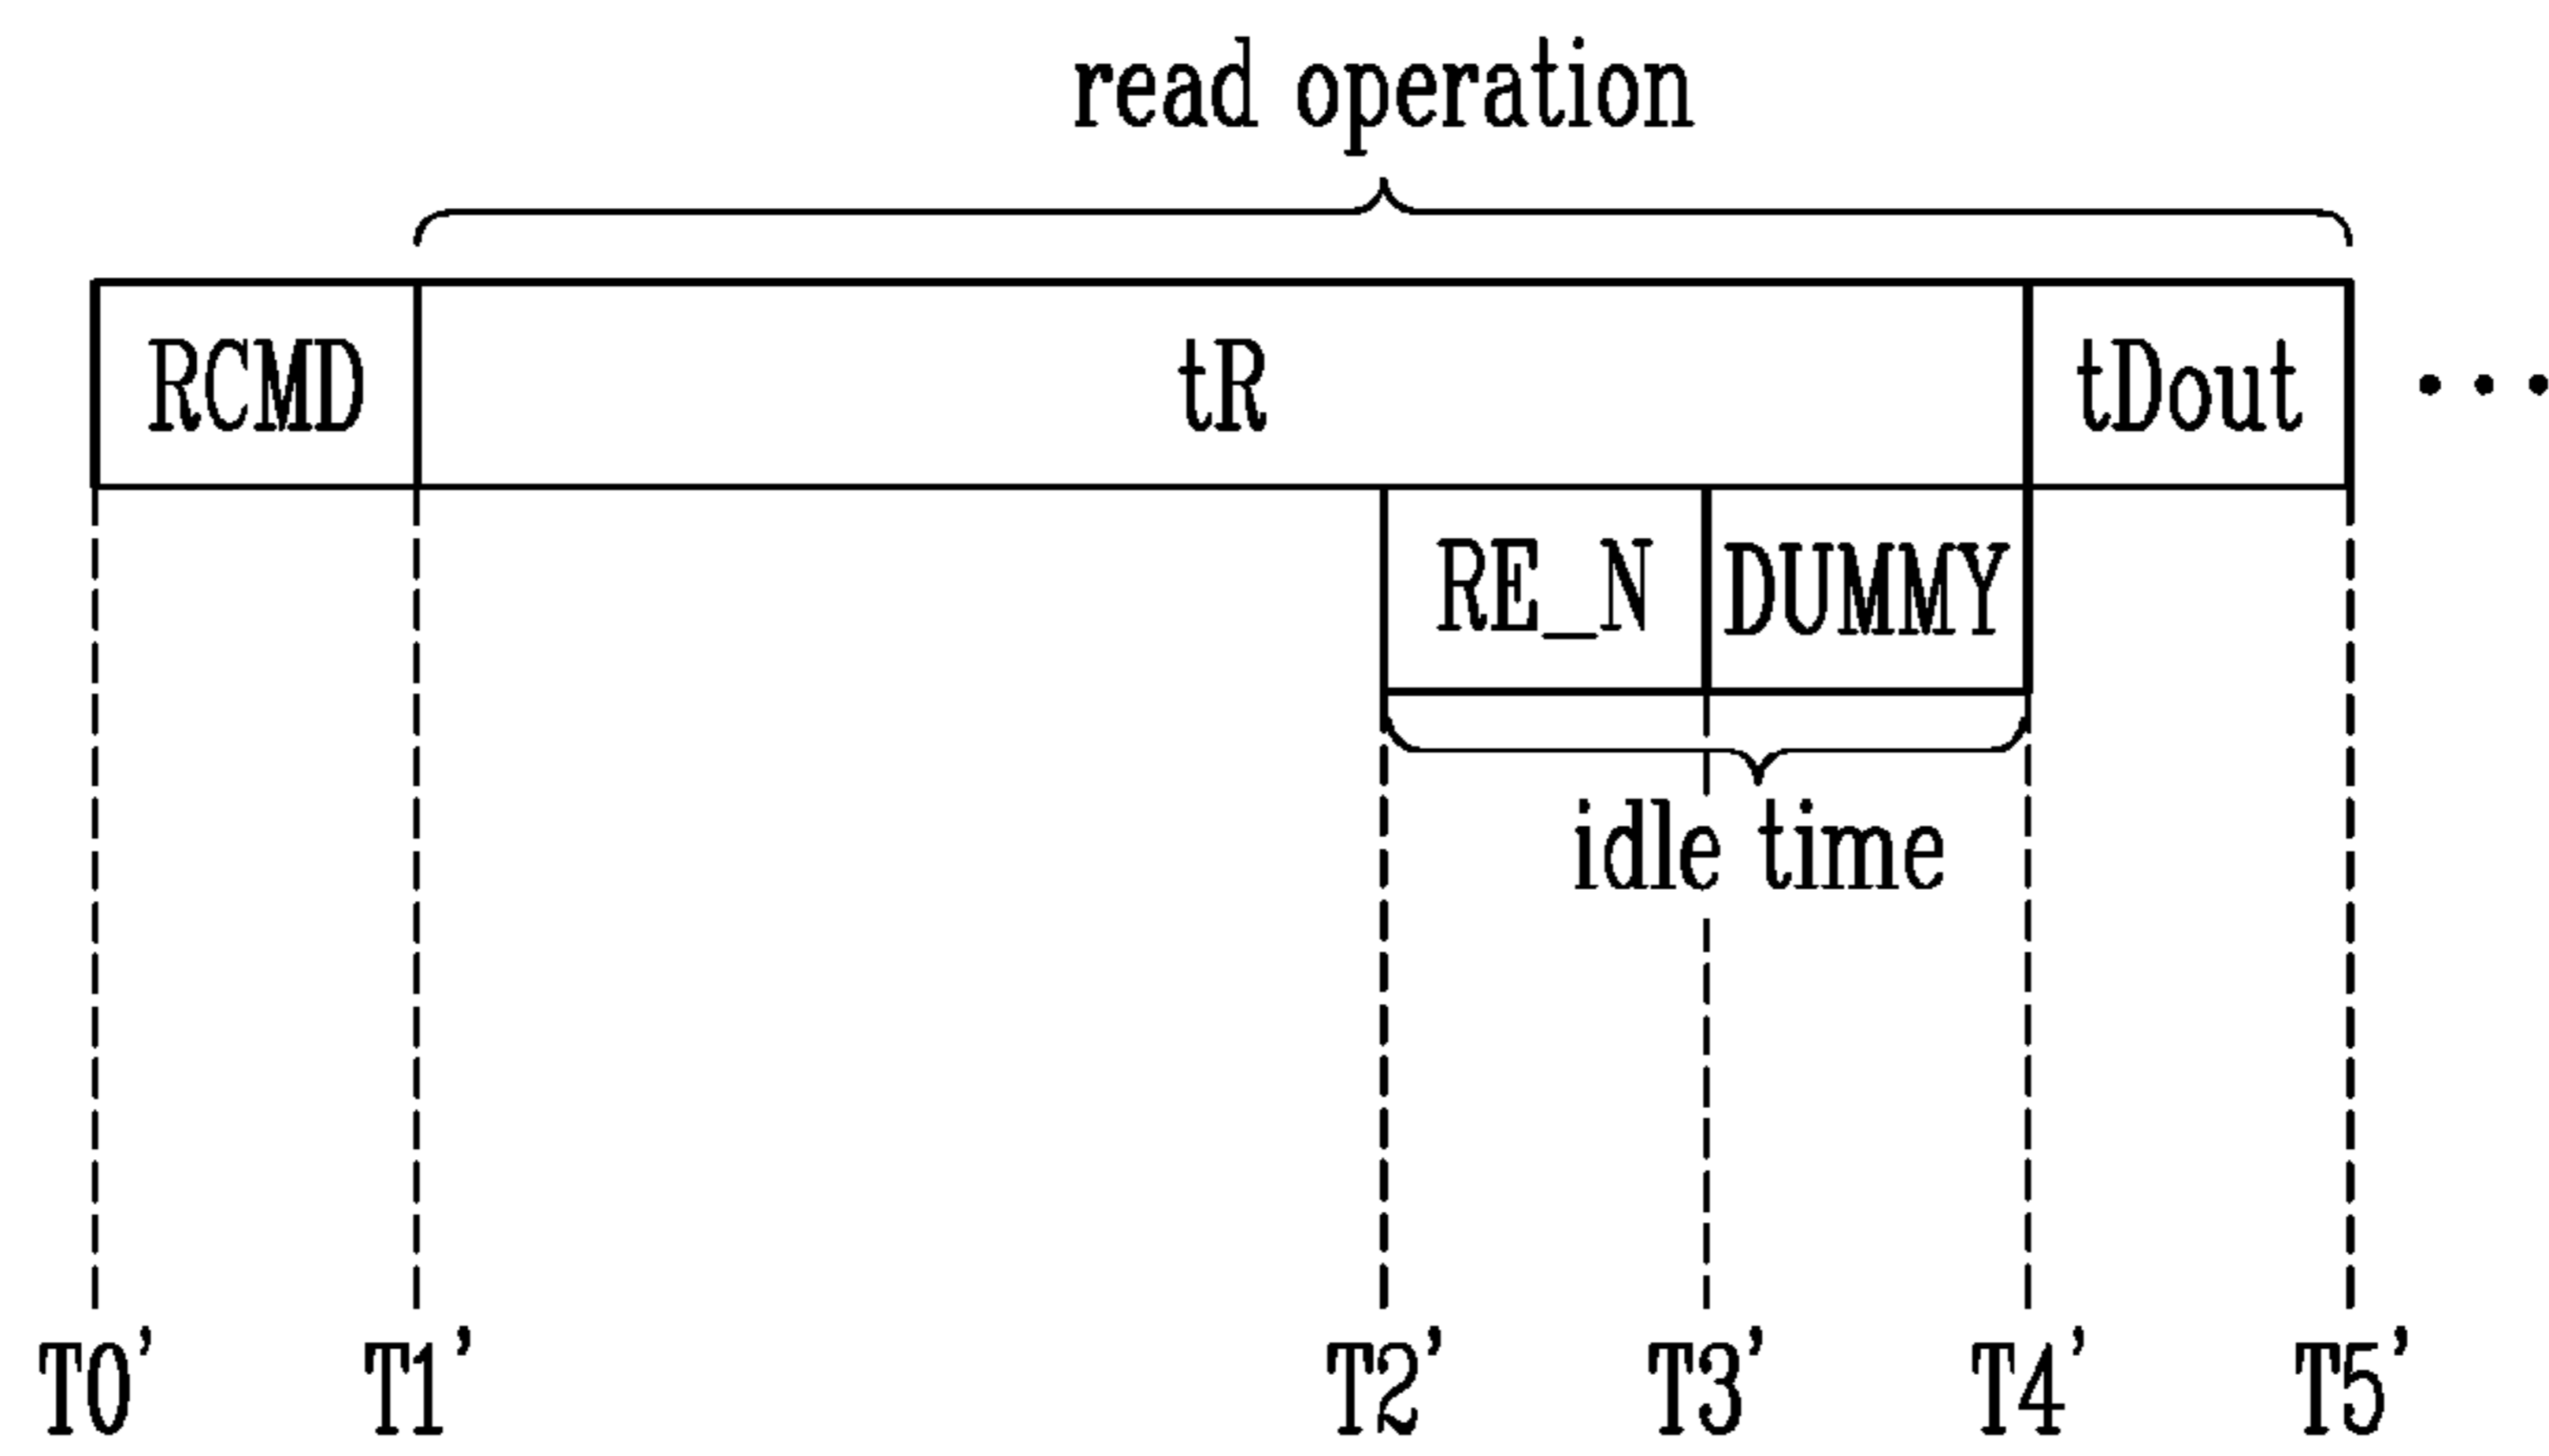 read operation
RCMD tR tDout ...
RE_N DUMMY
idle time
T0' T1' T2' T3' T4' T5'